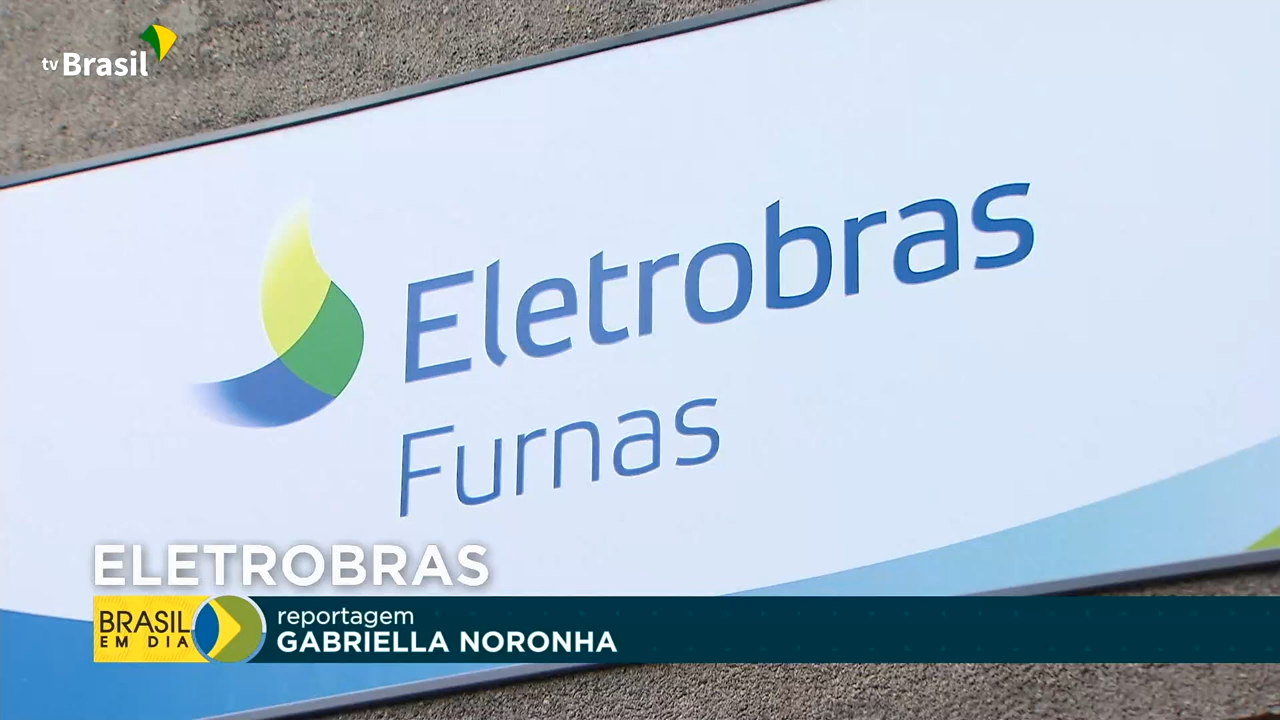 tv Brasil
Eletrobras
Furnas
ELETROBRAS
BRASIL
EM DIA
reportagem
GABRIELLA NORONHA